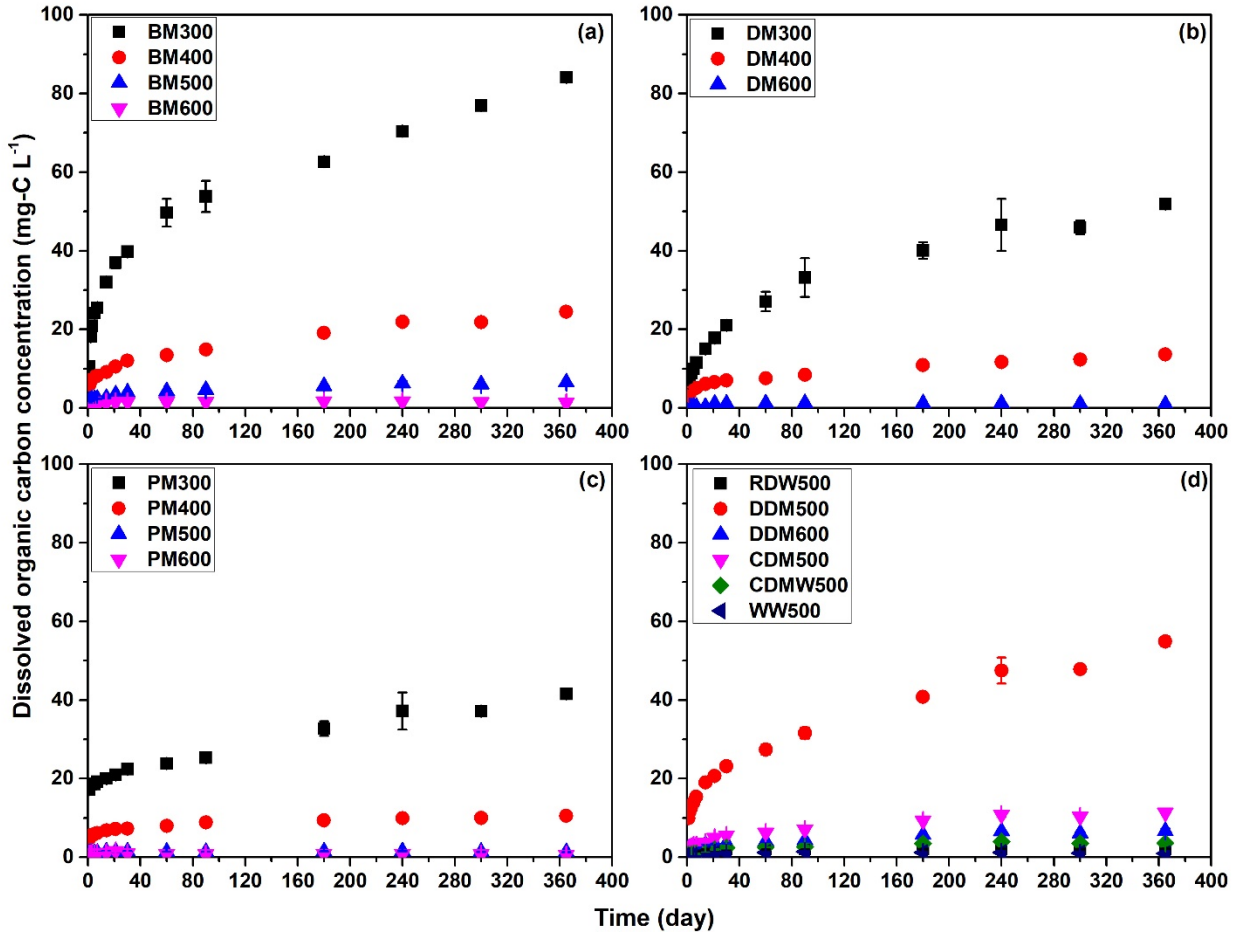 Dissolved organic carbon concentration (mg-C L-1)
100
80
60
40
20
0
BM300
BM400
BM500
BM600
(a)
0 40 80 120 160 200 240 280 320 360 400
100
80
60
40
20
0
DM300
DM400
DM600
(b)
0 40 80 120 160 200 240 280 320 360 400
100
80
60
40
20
0
PM300
PM400
PM500
PM600
(c)
0 40 80 120 160 200 240 280 320 360 400
100
80
60
40
20
0
RDW500
DDM500
DDM600
CDM500
CDMW500
WW500
(d)
0 40 80 120 160 200 240 280 320 360 400
Time (day)